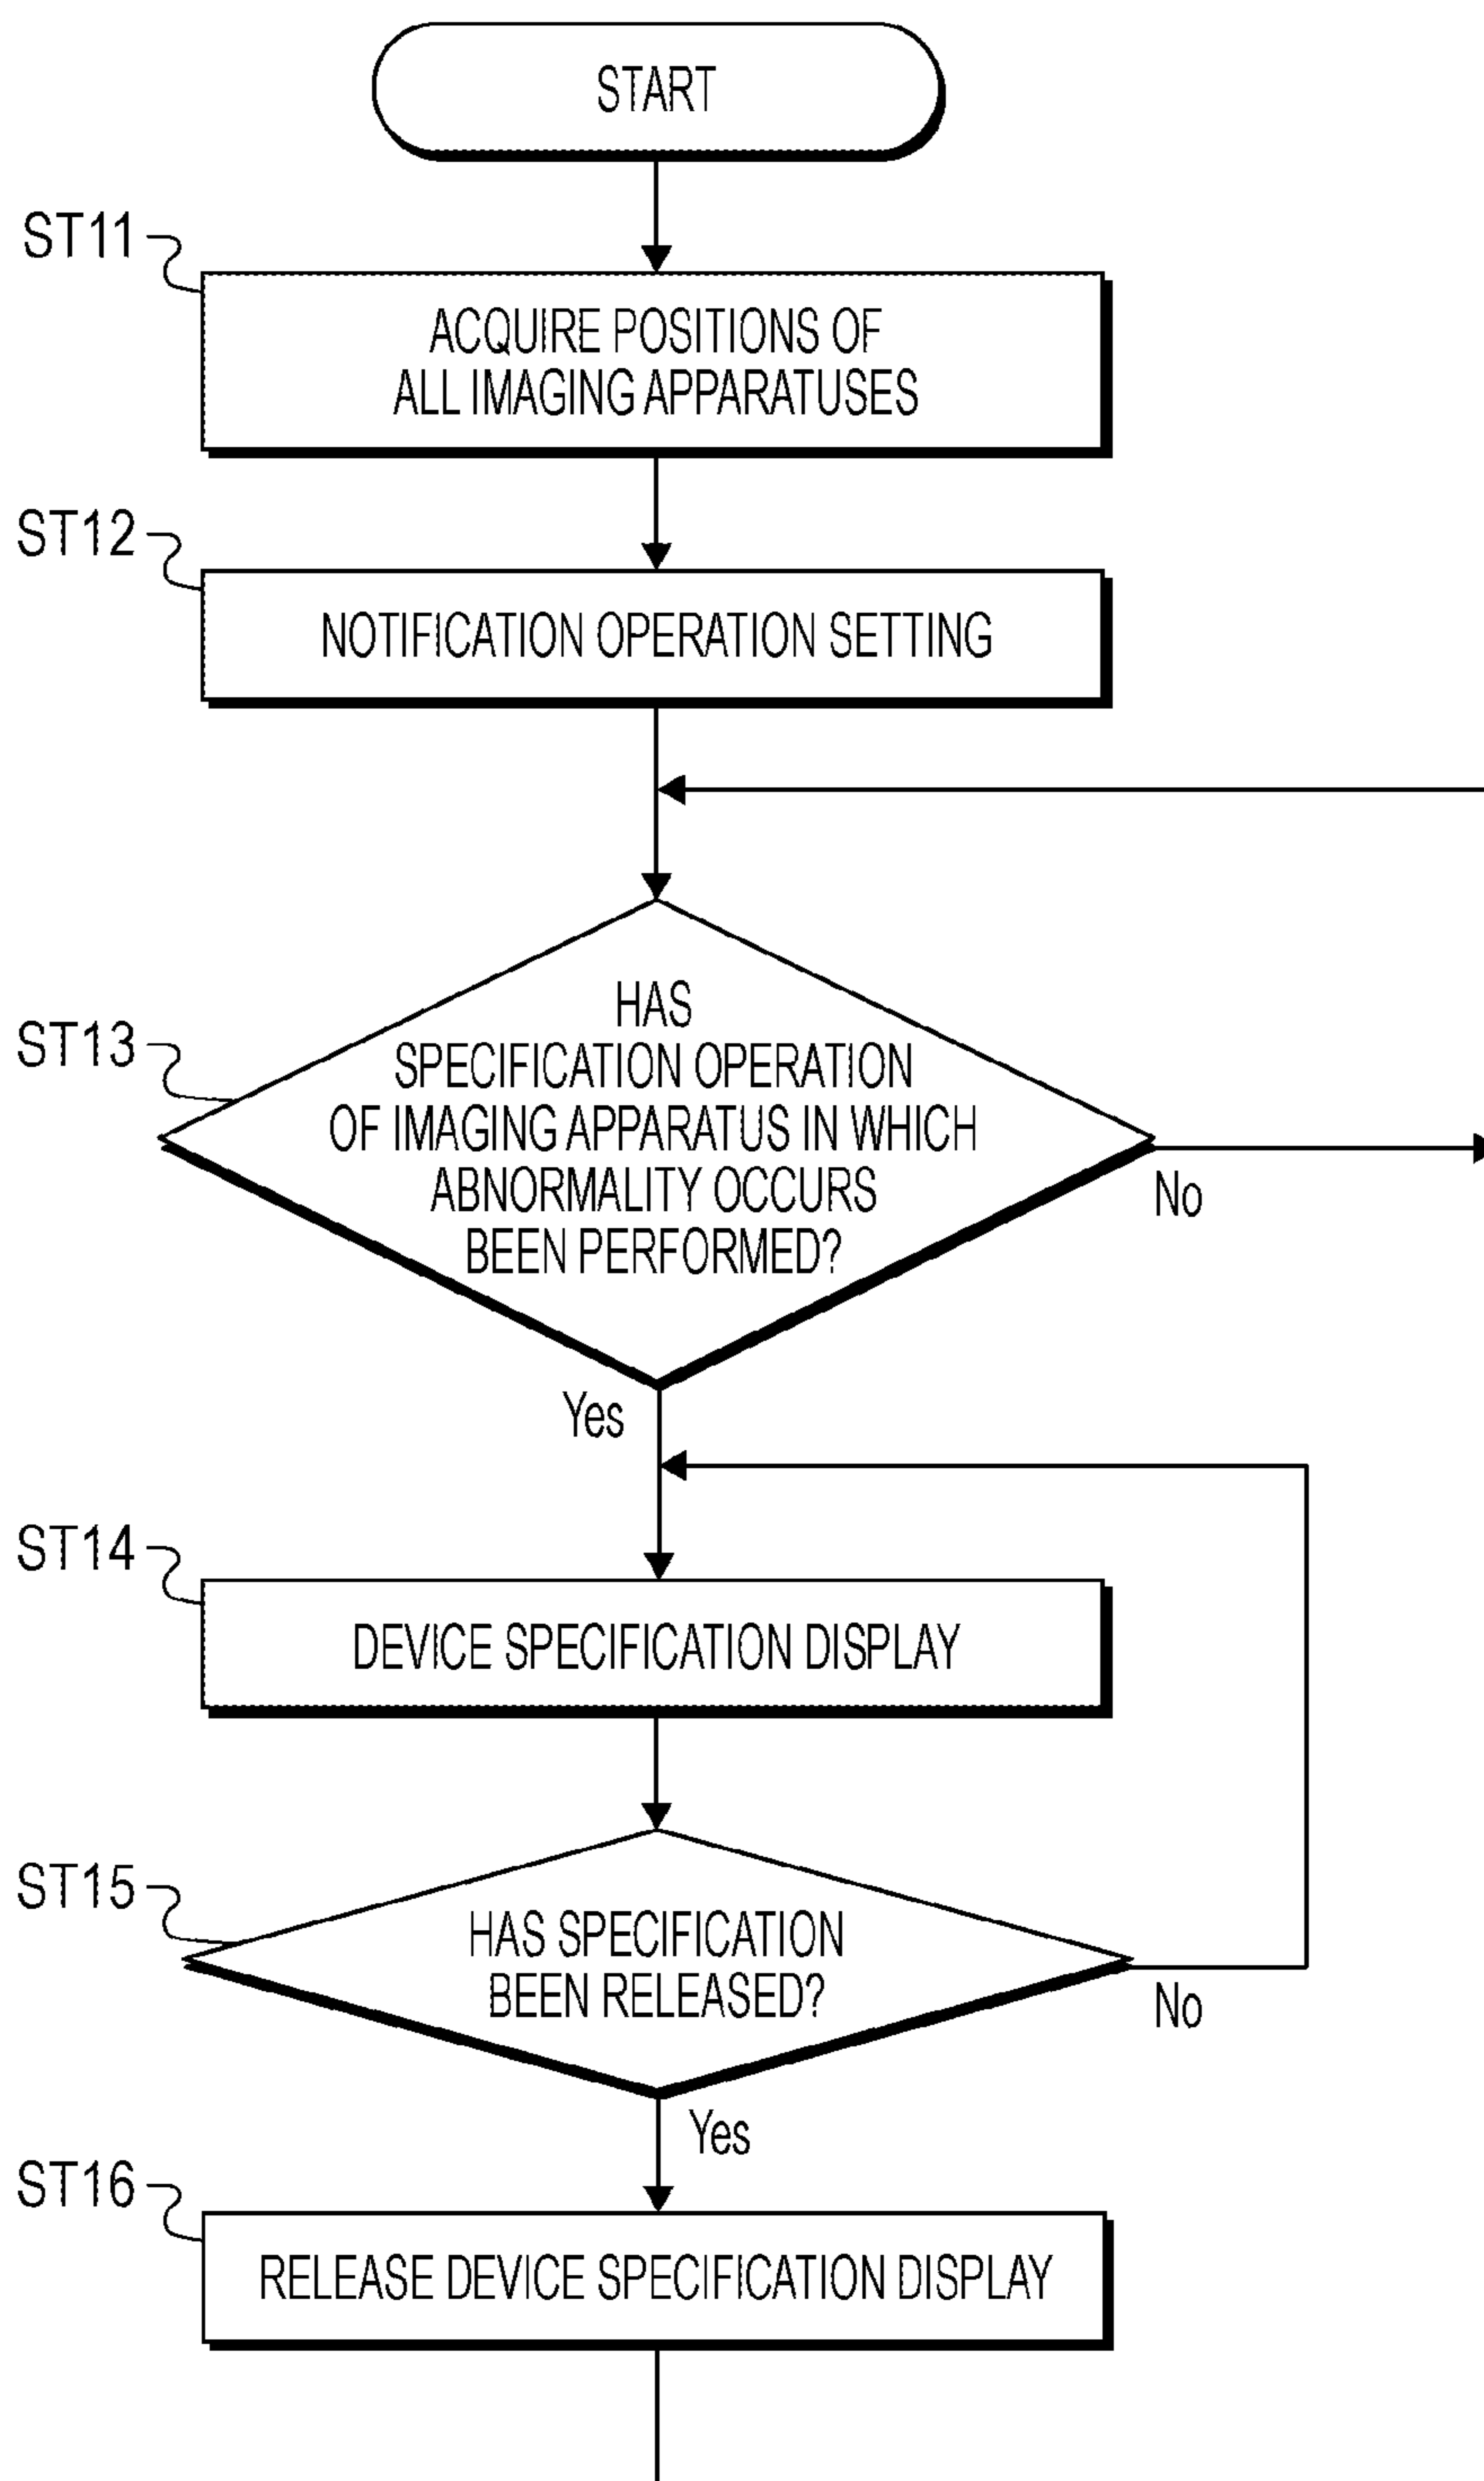 START
ST11
ACQUIRE POSITIONS OF
ALL IMAGING APPARATUSES
ST12
NOTIFICATION OPERATION SETTING
ST13
HAS
SPECIFICATION OPERATION
OF IMAGING APPARATUS IN WHICH
ABNORMALITY OCCURS
BEEN PERFORMED?
No
Yes
ST14
DEVICE SPECIFICATION DISPLAY
ST15
HAS SPECIFICATION
BEEN RELEASED?
No
Yes
ST16
RELEASE DEVICE SPECIFICATION DISPLAY